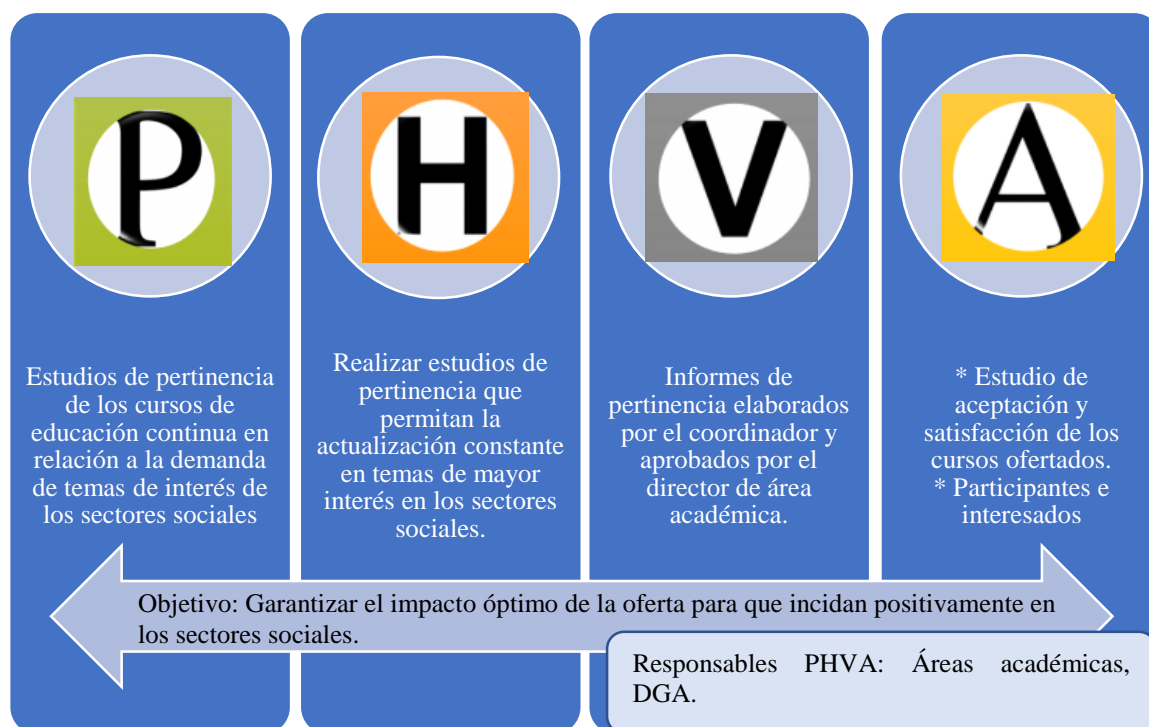 P
Estudios de pertinencia
de los cursos de
educación continua en
relación a la demanda
de temas de interés de
los sectores sociales
H
Realizar estudios de
pertinencia que
permitan la
actualización constante
en temas de mayor
interés en los sectores
sociales.
V
Informes de
pertinencia elaborados
por el coordinador y
aprobados por el
director de área
académica.
A
* Estudio de
aceptación y
satisfacción de los
cursos ofertados.
* Participantes e
interesados
Objetivo: Garantizar el impacto óptimo de la oferta para que incidan positivamente en
los sectores sociales.
Responsables PHVA: Áreas académicas,
DGA.